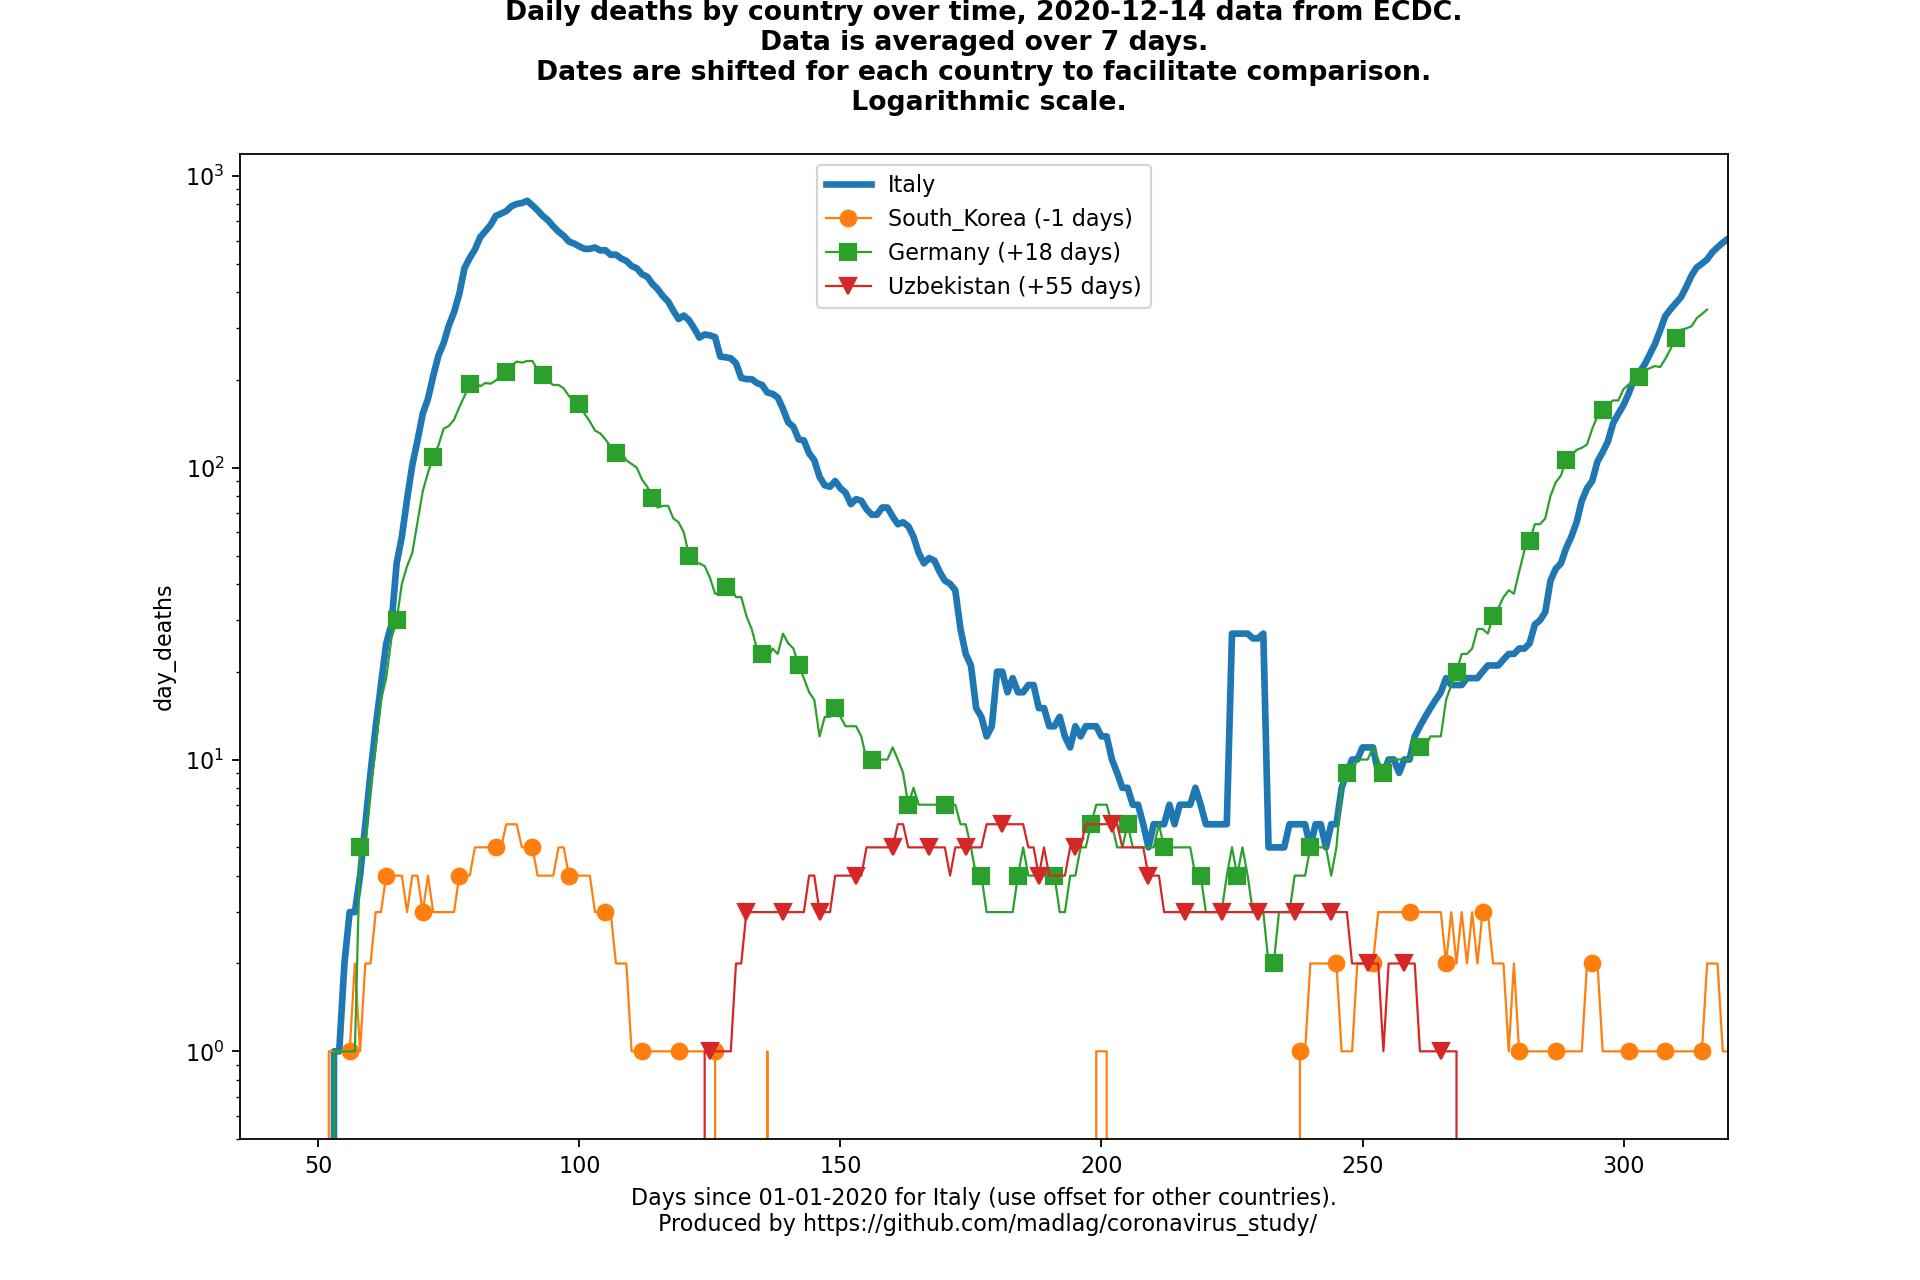 Daily deaths by country over time, 2020-12-14 data from ECDC.
Data is averaged over 7 days.
Dates are shifted for each country to facilitate comparison.
Logarithmic scale.
10³
Italy
South_Korea (-1 days)
Germany (+18 days)
Uzbekistan (+55 days)
10²
day_deaths
10¹
10⁰
50 100 150 200 250 300
Days since 01-01-2020 for Italy (use offset for other countries).
Produced by https://github.com/madlag/coronavirus_study/